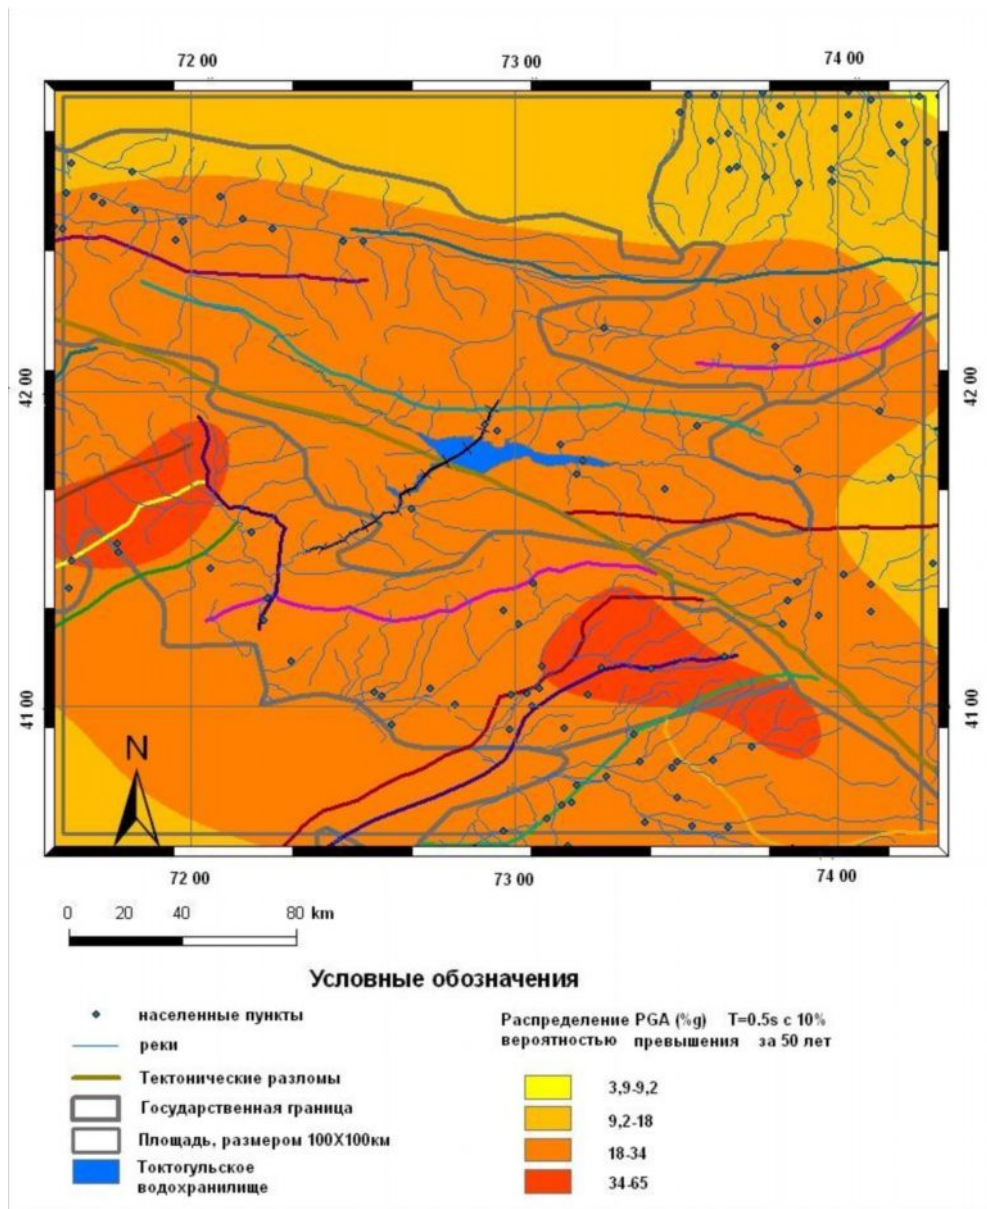 72 00 73 00 74 00
42 00 42 00
41 00 41 00
N
72 00 73 00 74 00
0 20 40 80 km
Условные обозначения
населенные пункты
реки
Тектонические разломы
Государственная граница
Площадь, размером 100X100км
Токтогульское
водохранилище
Распределение PGA (%g) T=0.5s с 10%
вероятностью превышения за 50 лет
3,9-9,2
9,2-18
18-34
34-65